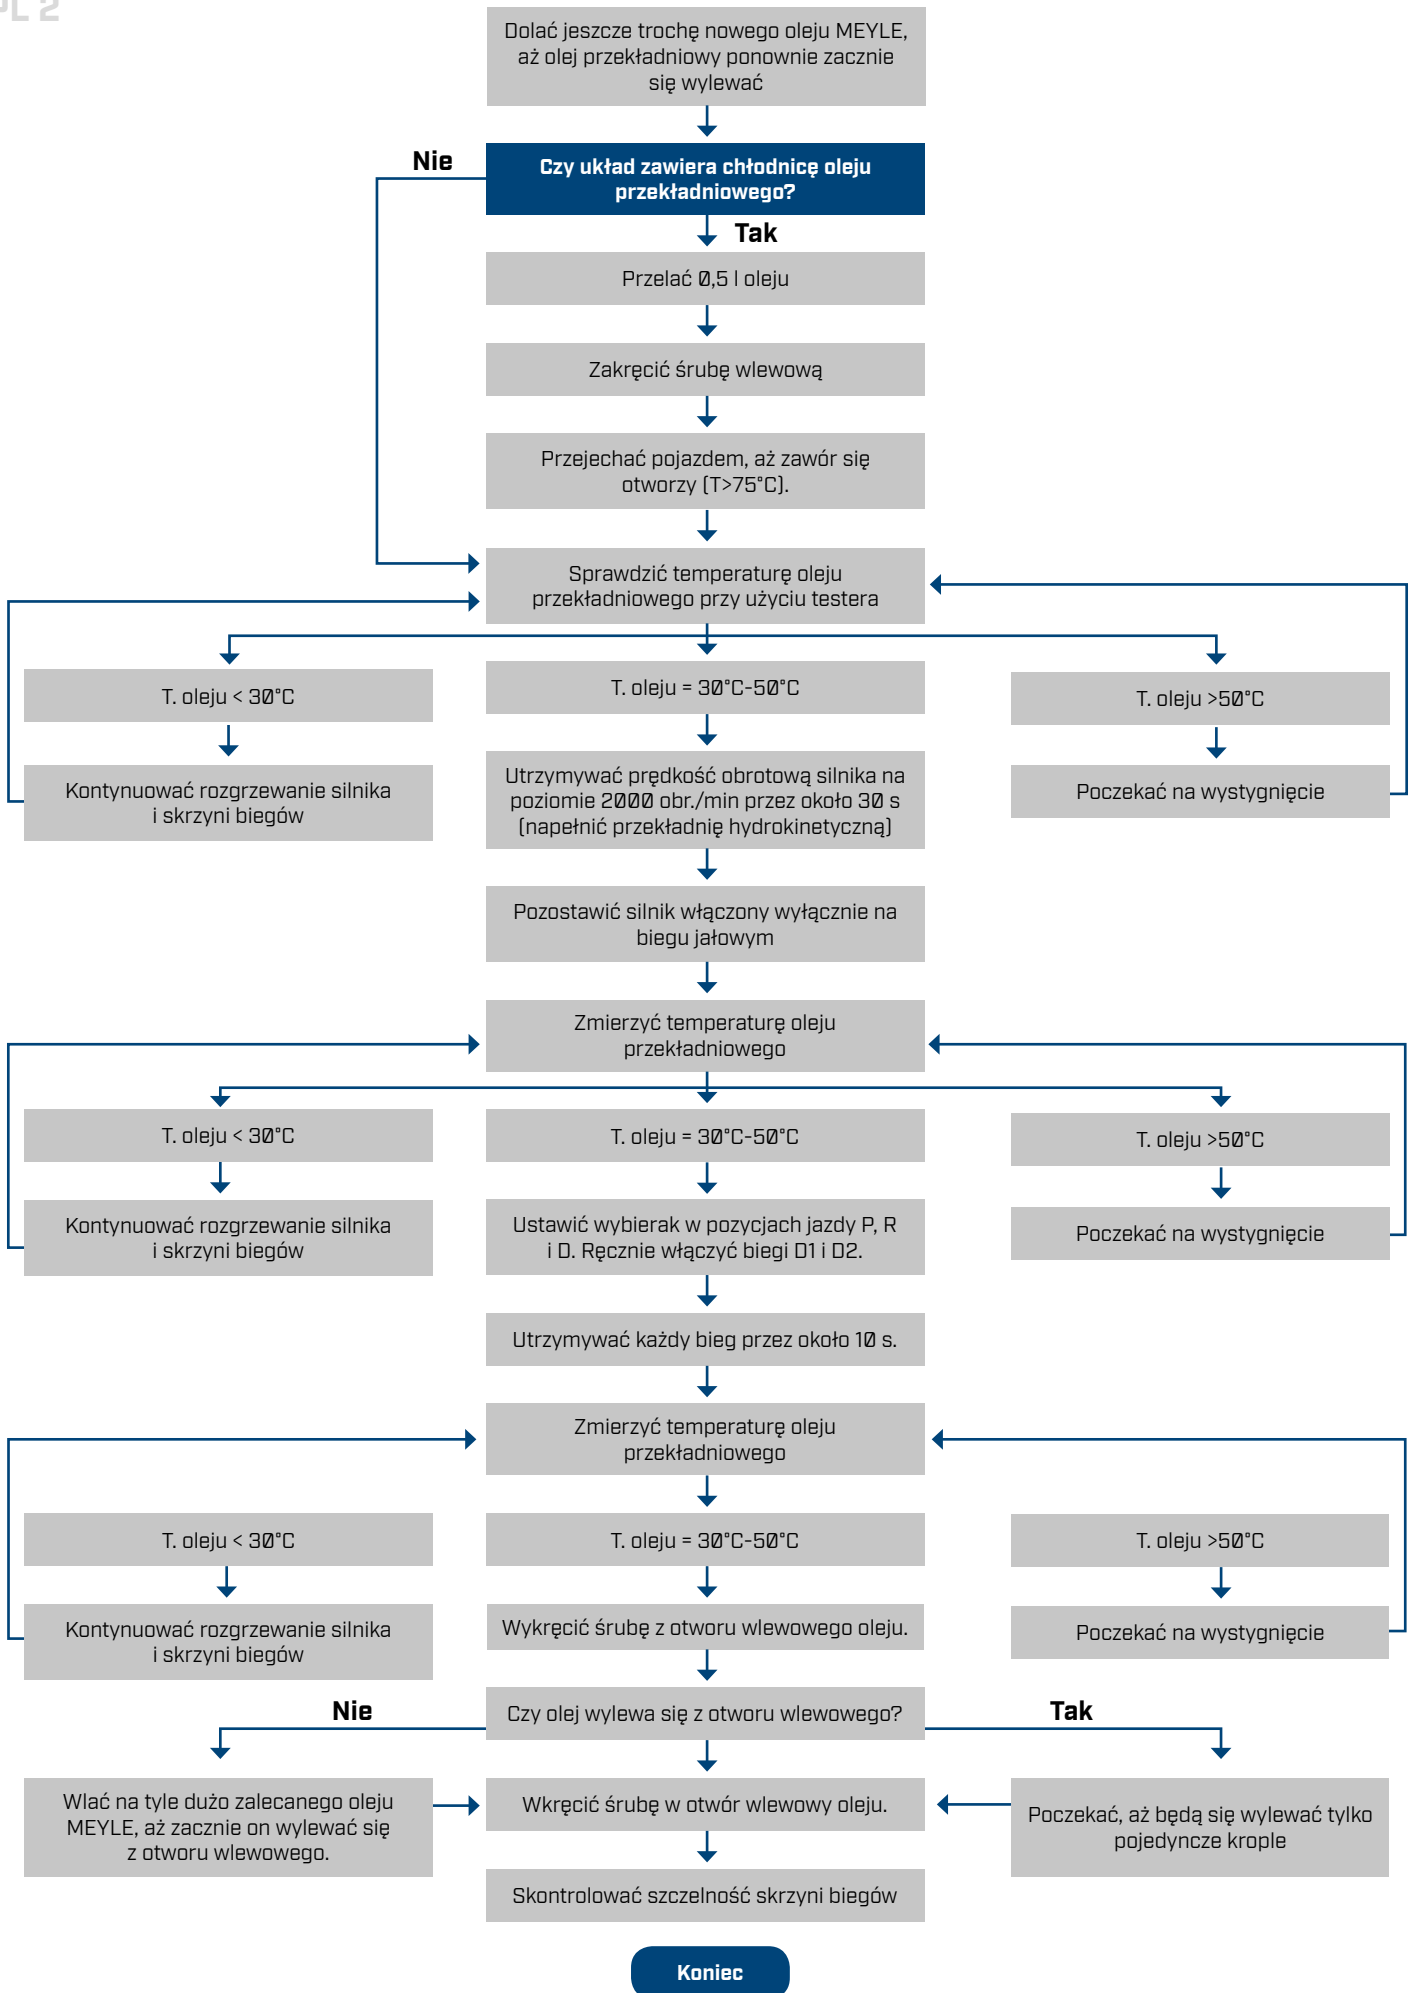 PL 2
Dolać jeszcze trochę nowego oleju MEYLE,
aż olej przekładniowy ponownie zacznie
się wylewać
Nie
Czy układ zawiera chłodnicę oleju
przekładniowego?
Tak
Przelać 0,5 l oleju
Zakręcić śrubę wlewową
Przejechać pojazdem, aż zawór się
otworzy (T>75°C).
Sprawdzić temperaturę oleju
przekładniowego przy użyciu testera
T. oleju < 30°C
T. oleju = 30°C-50°C
T. oleju >50°C
Kontynuować rozgrzewanie silnika
i skrzyni biegów
Utrzymywać prędkość obrotową silnika na
poziomie 2000 obr./min przez około 30 s
(napełnić przekładnię hydrokinetyczną)
Poczekać na wystygnięcie
Pozostawić silnik włączony wyłącznie na
biegu jałowym
Zmierzyć temperaturę oleju
przekładniowego
T. oleju < 30°C
T. oleju = 30°C-50°C
T. oleju >50°C
Kontynuować rozgrzewanie silnika
i skrzyni biegów
Ustawić wybierak w pozycjach jazdy P, R
i D. Ręcznie włączyć biegi D1 i D2.
Poczekać na wystygnięcie
Utrzymywać każdy bieg przez około 10 s.
Zmierzyć temperaturę oleju
przekładniowego
T. oleju < 30°C
T. oleju = 30°C-50°C
T. oleju >50°C
Kontynuować rozgrzewanie silnika
i skrzyni biegów
Wykręcić śrubę z otworu wlewowego oleju.
Poczekać na wystygnięcie
Nie
Czy olej wylewa się z otworu wlewowego?
Tak
Wlać na tyle dużo zalecanego oleju
MEYLE, aż zacznie on wylewać się
z otworu wlewowego.
Wkręcić śrubę w otwór wlewowy oleju.
Poczekać, aż będą się wylewać tylko
pojedyncze krople
Skontrolować szczelność skrzyni biegów
Koniec